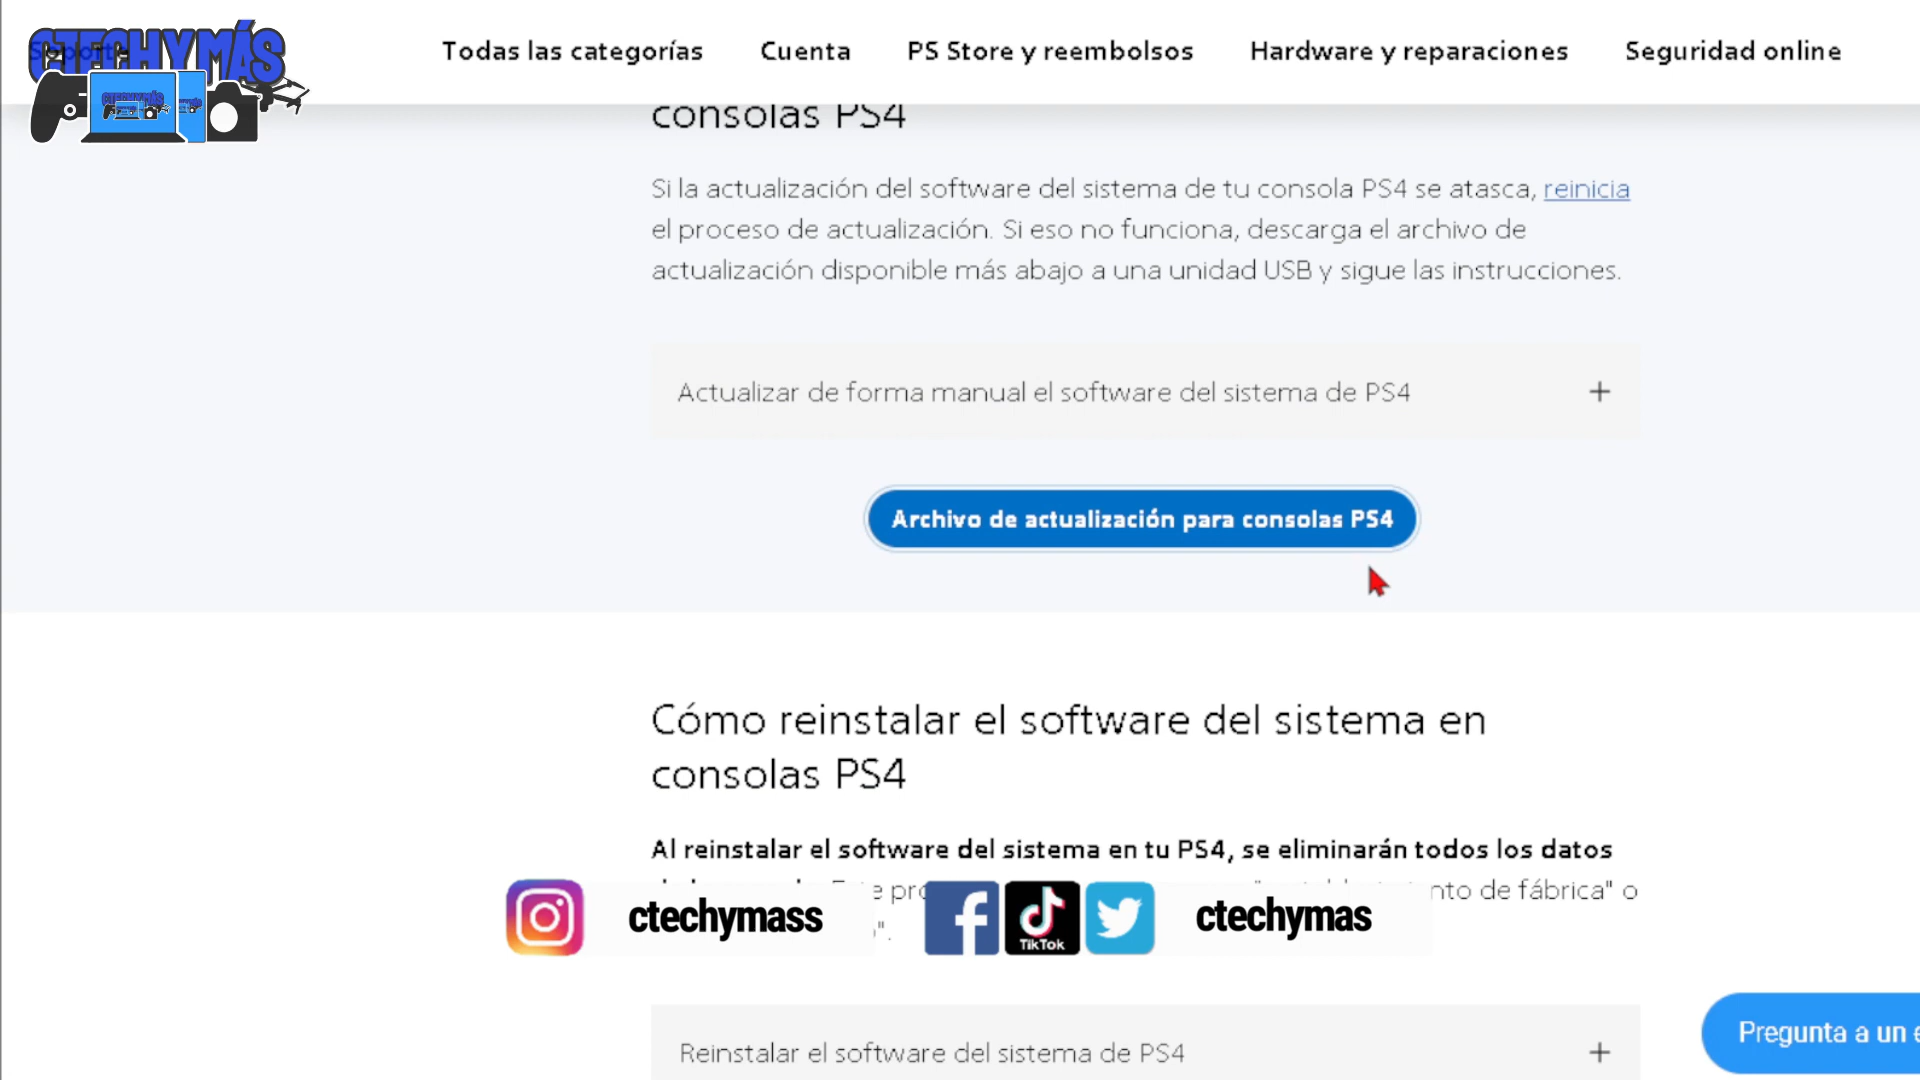 CTECHY MÁS
Soporte
Todas las categorías
Cuenta
PS Store y reembolsos
Hardware y reparaciones
Seguridad online
consolas PS4
Si la actualización del software del sistema de tu consola PS4 se atasca, reinicia
el proceso de actualización. Si eso no funciona, descarga el archivo de
actualización disponible más abajo a una unidad USB y sigue las instrucciones.
Actualizar de forma manual el software del sistema de PS4 +
Archivo de actualización para consolas PS4
Cómo reinstalar el software del sistema en
consolas PS4
Al reinstalar el software del sistema en tu PS4, se eliminarán todos los datos
de fábrica" o
".
ctechymass
TikTok
ctechymas
Reinstalar el software del sistema de PS4 +
Pregunta a un